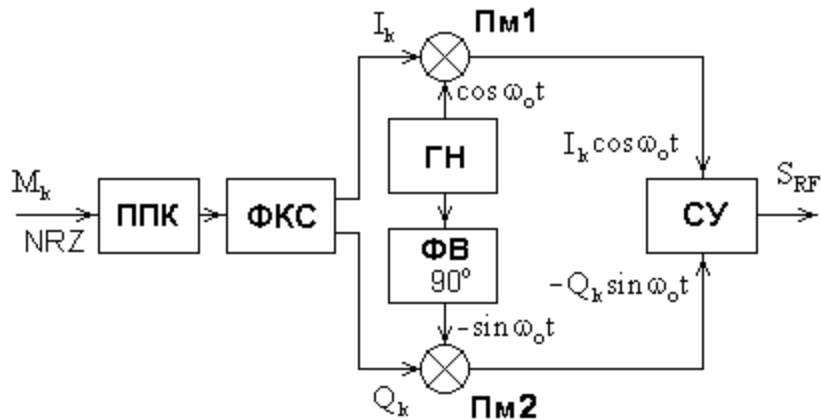 I_k
Пм1
cos ω_o t
ГН
I_k cos ω_o t
M_k
S_RF
ППК
ФКС
СУ
NRZ
ФВ
90°
-Q_k sin ω_o t
-sin ω_o t
Q_k
Пм2